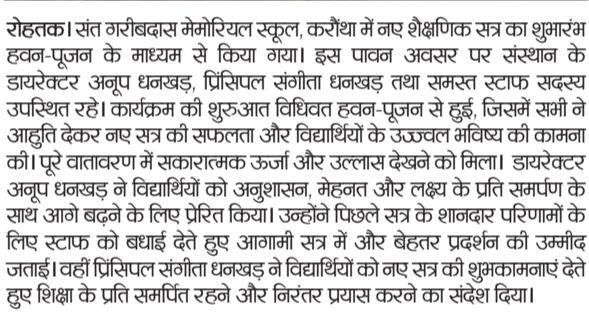 रोहतक। संत गरीबदास मेमोरियल स्कूल, करौंथा में नए शैक्षणिक सत्र का शुभारंभ
हवन-पूजन के माध्यम से किया गया। इस पावन अवसर पर संस्थान के
डायरेक्टर अनूप धनखड़, प्रिंसिपल संगीता धनखड़ तथा समस्त स्टाफ सदस्य
उपस्थित रहे। कार्यक्रम की शुरुआत विधिवत हवन-पूजन से हुई, जिसमें सभी ने
आहुति देकर नए सत्र की सफलता और विद्यार्थियों के उज्ज्वल भविष्य की कामना
की। पूरे वातावरण में सकारात्मक ऊर्जा और उल्लास देखने को मिला। डायरेक्टर
अनूप धनखड़ ने विद्यार्थियों को अनुशासन, मेहनत और लक्ष्य के प्रति समर्पण के
साथ आगे बढ़ने के लिए प्रेरित किया। उन्होंने पिछले सत्र के शानदार परिणामों के
लिए स्टाफ को बधाई देते हुए आगामी सत्र में और बेहतर प्रदर्शन की उम्मीद
जताई। वहीं प्रिंसिपल संगीता धनखड़ ने विद्यार्थियों को नए सत्र की शुभकामनाएं देते
हुए शिक्षा के प्रति समर्पित रहने और निरंतर प्रयास करने का संदेश दिया।